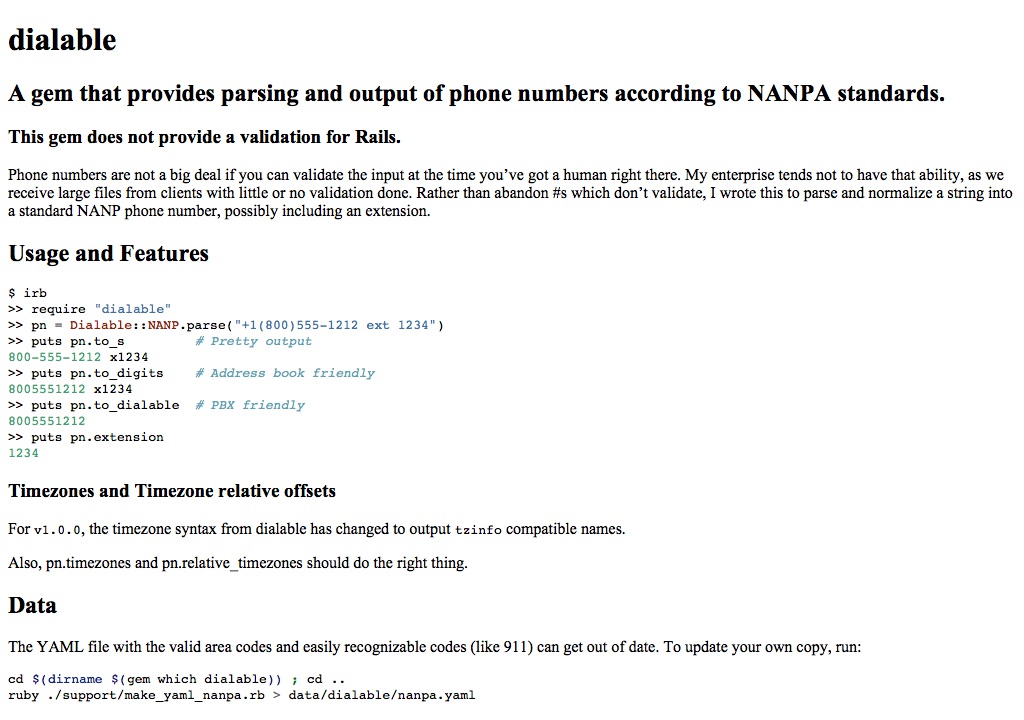 dialable
A gem that provides parsing and output of phone numbers according to NANPA standards.
This gem does not provide a validation for Rails.
Phone numbers are not a big deal if you can validate the input at the time you’ve got a human right there. My enterprise tends not to have that ability, as we
receive large files from clients with little or no validation done. Rather than abandon #s which don’t validate, I wrote this to parse and normalize a string into
a standard NANP phone number, possibly including an extension.
Usage and Features
$ irb
>> require "dialable"
>> pn = Dialable::NANP.parse("+1(800)555-1212 ext 1234")
>> puts pn.to_s         # Pretty output
800-555-1212 x1234
>> puts pn.to_digits    # Address book friendly
8005551212 x1234
>> puts pn.to_dialable  # PBX friendly
8005551212
>> puts pn.extension
1234
Timezones and Timezone relative offsets
For v1.0.0, the timezone syntax from dialable has changed to output tzinfo compatible names.
Also, pn.timezones and pn.relative_timezones should do the right thing.
Data
The YAML file with the valid area codes and easily recognizable codes (like 911) can get out of date. To update your own copy, run:
cd $(dirname $(gem which dialable)) ; cd ..
ruby ./support/make_yaml_nanpa.rb > data/dialable/nanpa.yaml